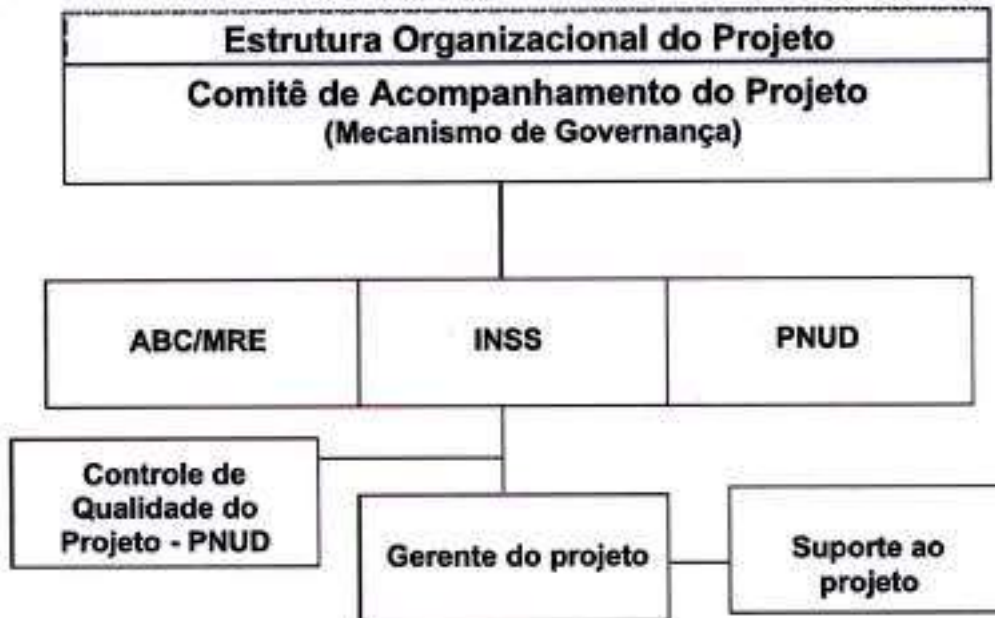 Estrutura Organizacional do Projeto
Comitê de Acompanhamento do Projeto
(Mecanismo de Governança)
ABC/MRE
INSS
PNUD
Controle de
Qualidade do
Projeto - PNUD
Gerente do projeto
Suporte ao
projeto